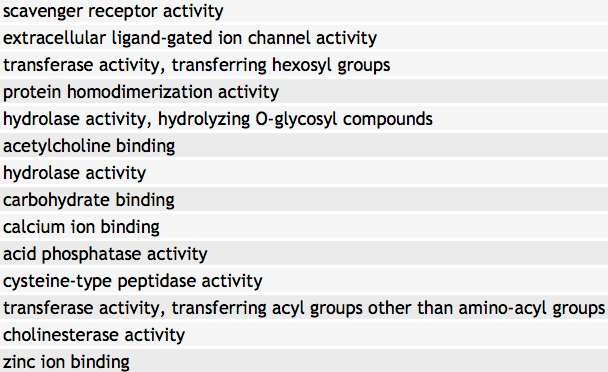 scavenger receptor activity
extracellular ligand-gated ion channel activity
transferase activity, transferring hexosyl groups
protein homodimerization activity
hydrolase activity, hydrolyzing O-glycosyl compounds
acetylcholine binding
hydrolase activity
carbohydrate binding
calcium ion binding
acid phosphatase activity
cysteine-type peptidase activity
transferase activity, transferring acyl groups other than amino-acyl groups
cholinesterase activity
zinc ion binding